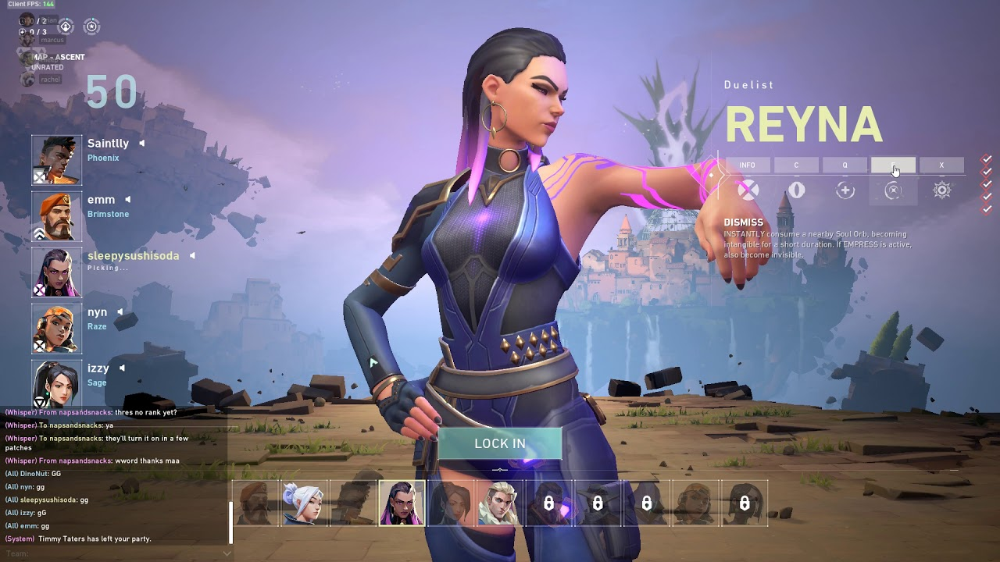 Client FPS: 144
0 / 2
0 / 3
marcus
MAP - ASCENT
UNRATED
rachel
50
Saintlly
Phoenix
emm
Brimstone
sleepysushisoda
Picking...
nyn
Raze
izzy
Sage
Duelist
REYNA
INFO
C
Q
E
X
DISMISS
INSTANTLY consume a nearby Soul Orb, becoming
intangible for a short duration. If EMPRESS is active,
also become invisible.
LOCK IN
(Whisper) From napsandsnacks: thres no rank yet?
(Whisper) To napsandsnacks: ya
(Whisper) To napsandsnacks: they'll turn it on in a few
patches
(Whisper) From napsandsnacks: wword thanks maa
(All) DinoNut: GG
(All) nyn: gg
(All) sleepysushisoda: gg
(All) izzy: gG
(All) emm: gg
(System) Timmy Taters has left your party.
Team: